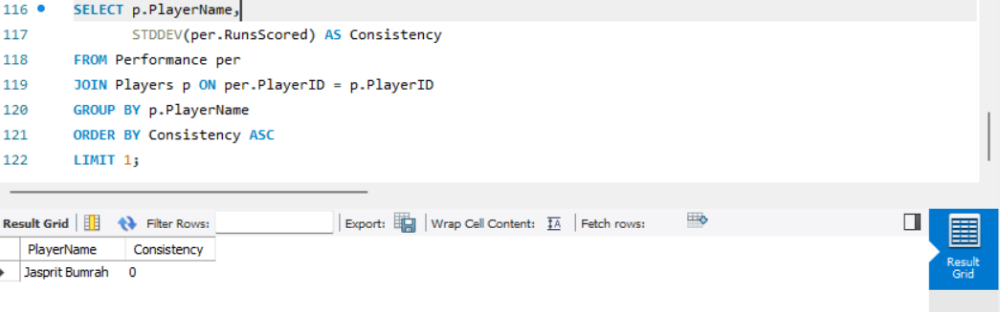 116 SELECT p.PlayerName,
117 STDDEV(per.RunsScored) AS Consistency
118 FROM Performance per
119 JOIN Players p ON per.PlayerID = p.PlayerID
120 GROUP BY p.PlayerName
121 ORDER BY Consistency ASC
122 LIMIT 1;
Result Grid Filter Rows: Export: Wrap Cell Content: IA Fetch rows:
PlayerName Consistency
Jasprit Bumrah 0
Result
Grid